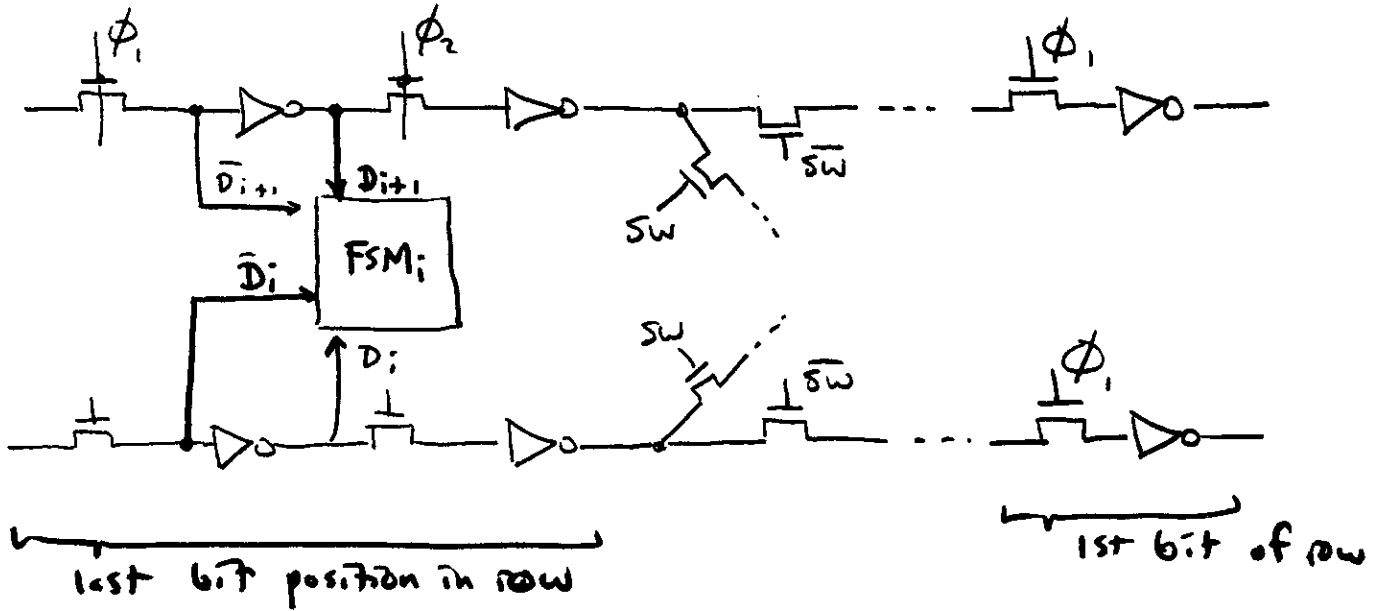 ϕ₁ ϕ₂ ϕ₁
D̅ᵢ₊₁ Dᵢ₊₁ S̅W̅
SW
FSMᵢ
D̅ᵢ
Dᵢ SW S̅W̅ ϕ₁
last bit position in row
1st bit of row